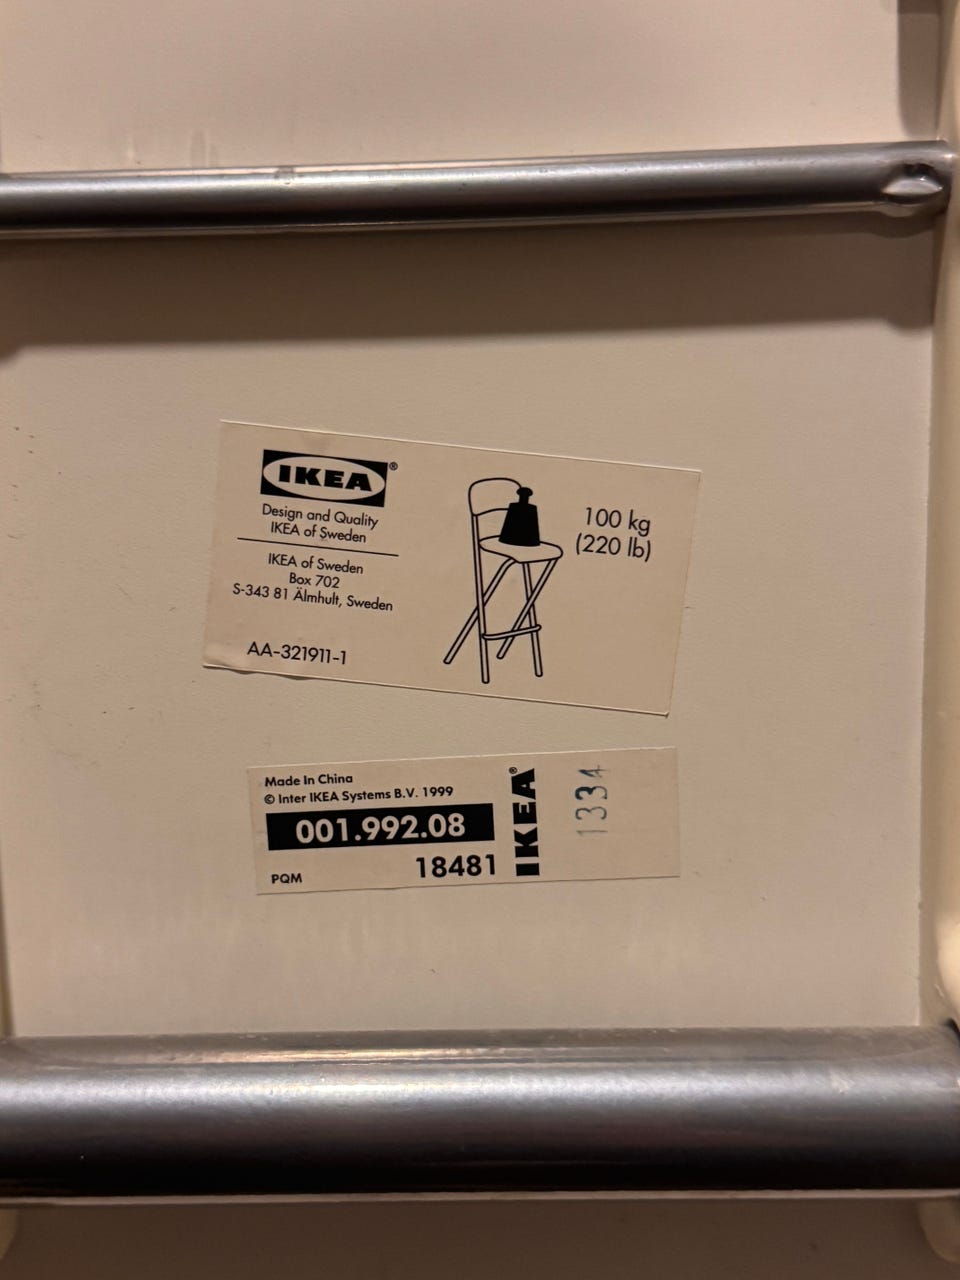 IKEA®
Design and Quality
IKEA of Sweden
IKEA of Sweden
Box 702
S-343 81 Älmhult, Sweden
AA-321911-1
100 kg
(220 lb)
Made In China
© Inter IKEA Systems B.V. 1999
001.992.08
PQM 18481
IKEA®
1334